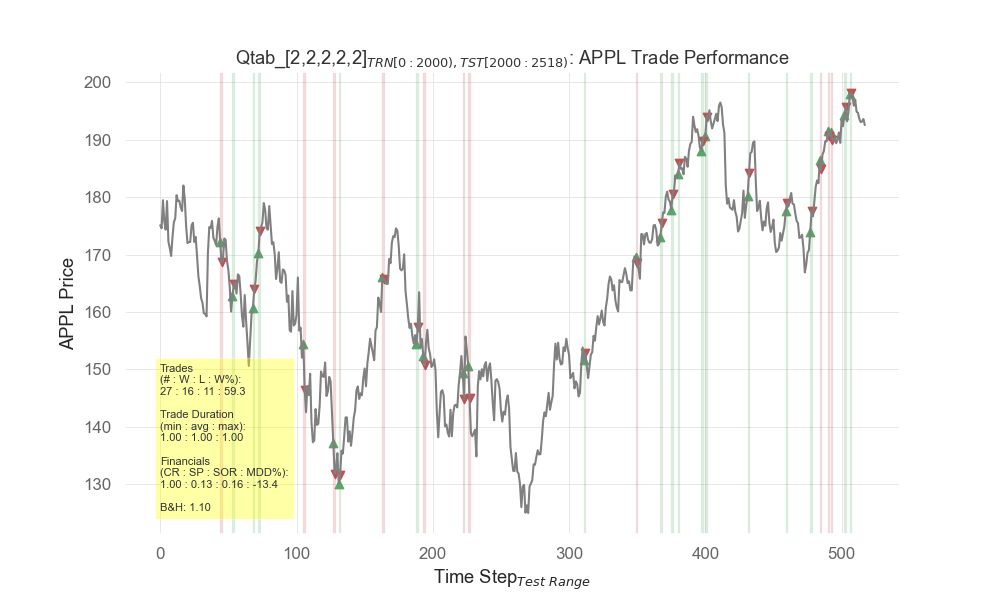 Qtab_[2,2,2,2,2]TRN[0:2000),TST[2000:2518): APPL Trade Performance
200
190
180
170
160
150
140
130
APPL Price
Trades
(# : W : L : W%):
27 : 16 : 11 : 59.3
Trade Duration
(min : avg : max):
1.00 : 1.00 : 1.00
Financials
(CR : SP : SOR : MDD%):
1.00 : 0.13 : 0.16 : -13.4
B&H: 1.10
0 100 200 300 400 500
Time StepTest Range